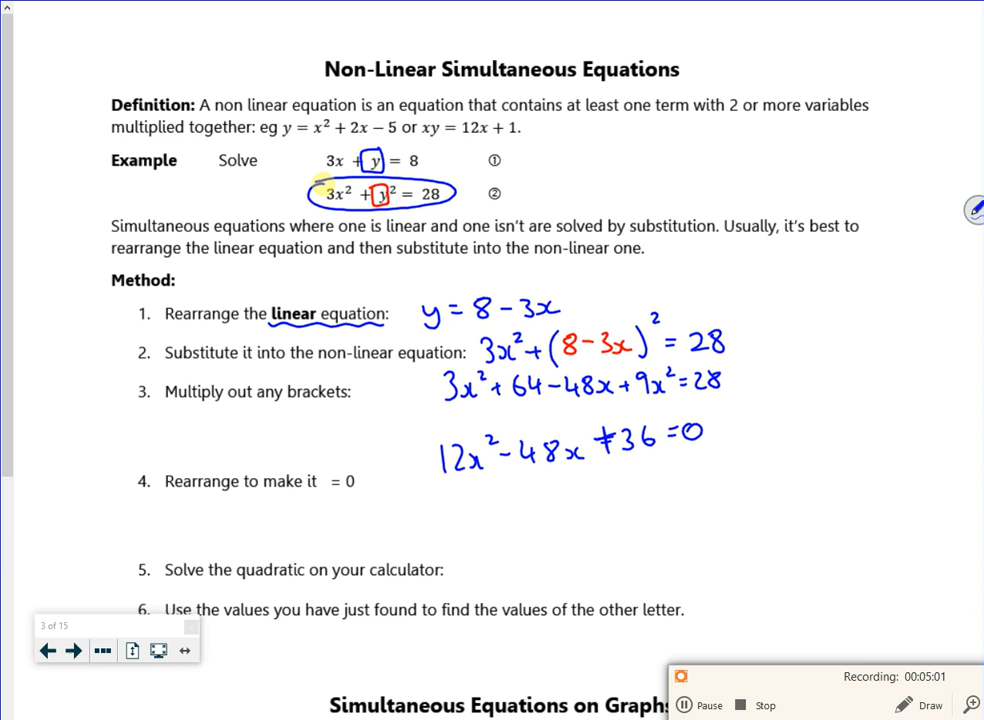 Non-Linear Simultaneous Equations
Definition: A non linear equation is an equation that contains at least one term with 2 or more variables
multiplied together: eg y = x² + 2x − 5 or xy = 12x + 1.
Example Solve 3x + y = 8 ①
3x² + y² = 28 ②
Simultaneous equations where one is linear and one isn't are solved by substitution. Usually, it's best to
rearrange the linear equation and then substitute into the non-linear one.
Method:
1. Rearrange the linear equation: y = 8 − 3x
2. Substitute it into the non-linear equation: 3x² + (8 − 3x)² = 28
3. Multiply out any brackets: 3x² + 64 − 48x + 9x² = 28
12x² − 48x + 36 = 0
4. Rearrange to make it = 0
5. Solve the quadratic on your calculator:
6. Use the values you have just found to find the values of the other letter.
3 of 15
Recording: 00:05:01
Pause Stop Draw
Simultaneous Equations on Graphs